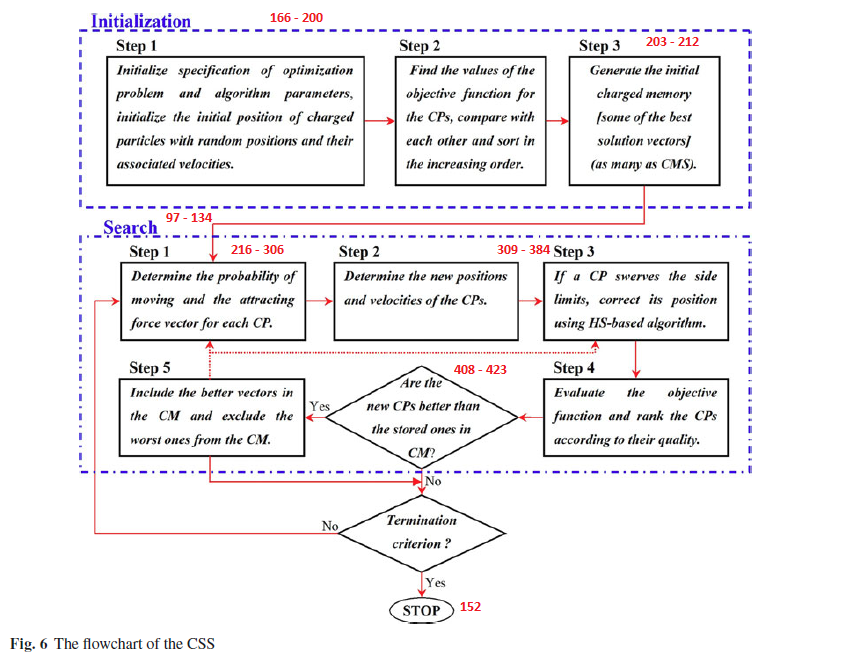 Initialization
166 - 200
Step 1
Initialize specification of optimization
problem and algorithm parameters,
initialize the initial position of charged
particles with random positions and their
associated velocities.
Step 2
Find the values of the
objective function for
the CPs, compare with
each other and sort in
the increasing order.
Step 3
203 - 212
Generate the initial
charged memory
[some of the best
solution vectors]
(as many as CMS).
Search
97 - 134
Step 1
216 - 306
Determine the probability of
moving and the attracting
force vector for each CP.
Step 2
Determine the new positions
and velocities of the CPs.
309 - 384
Step 3
If a CP swerves the side
limits, correct its position
using HS-based algorithm.
Step 4
Evaluate the objective
function and rank the CPs
according to their quality.
408 - 423
Are the
new CPs better than
the stored ones in
CM?
Yes
Step 5
Include the better vectors in
the CM and exclude the
worst ones from the CM.
No
Termination
criterion ?
No
Yes
STOP
152
Fig. 6 The flowchart of the CSS